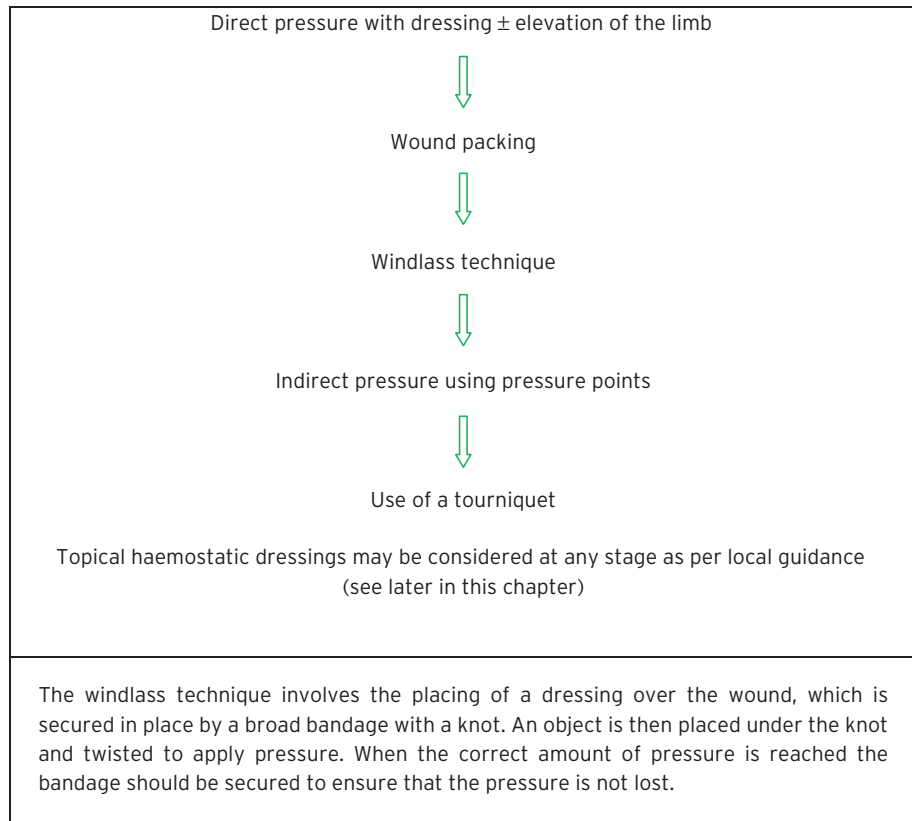 Direct pressure with dressing ± elevation of the limb
Wound packing
Windlass technique
Indirect pressure using pressure points
Use of a tourniquet
Topical haemostatic dressings may be considered at any stage as per local guidance
(see later in this chapter)
The windlass technique involves the placing of a dressing over the wound, which is
secured in place by a broad bandage with a knot. An object is then placed under the knot
and twisted to apply pressure. When the correct amount of pressure is reached the
bandage should be secured to ensure that the pressure is not lost.